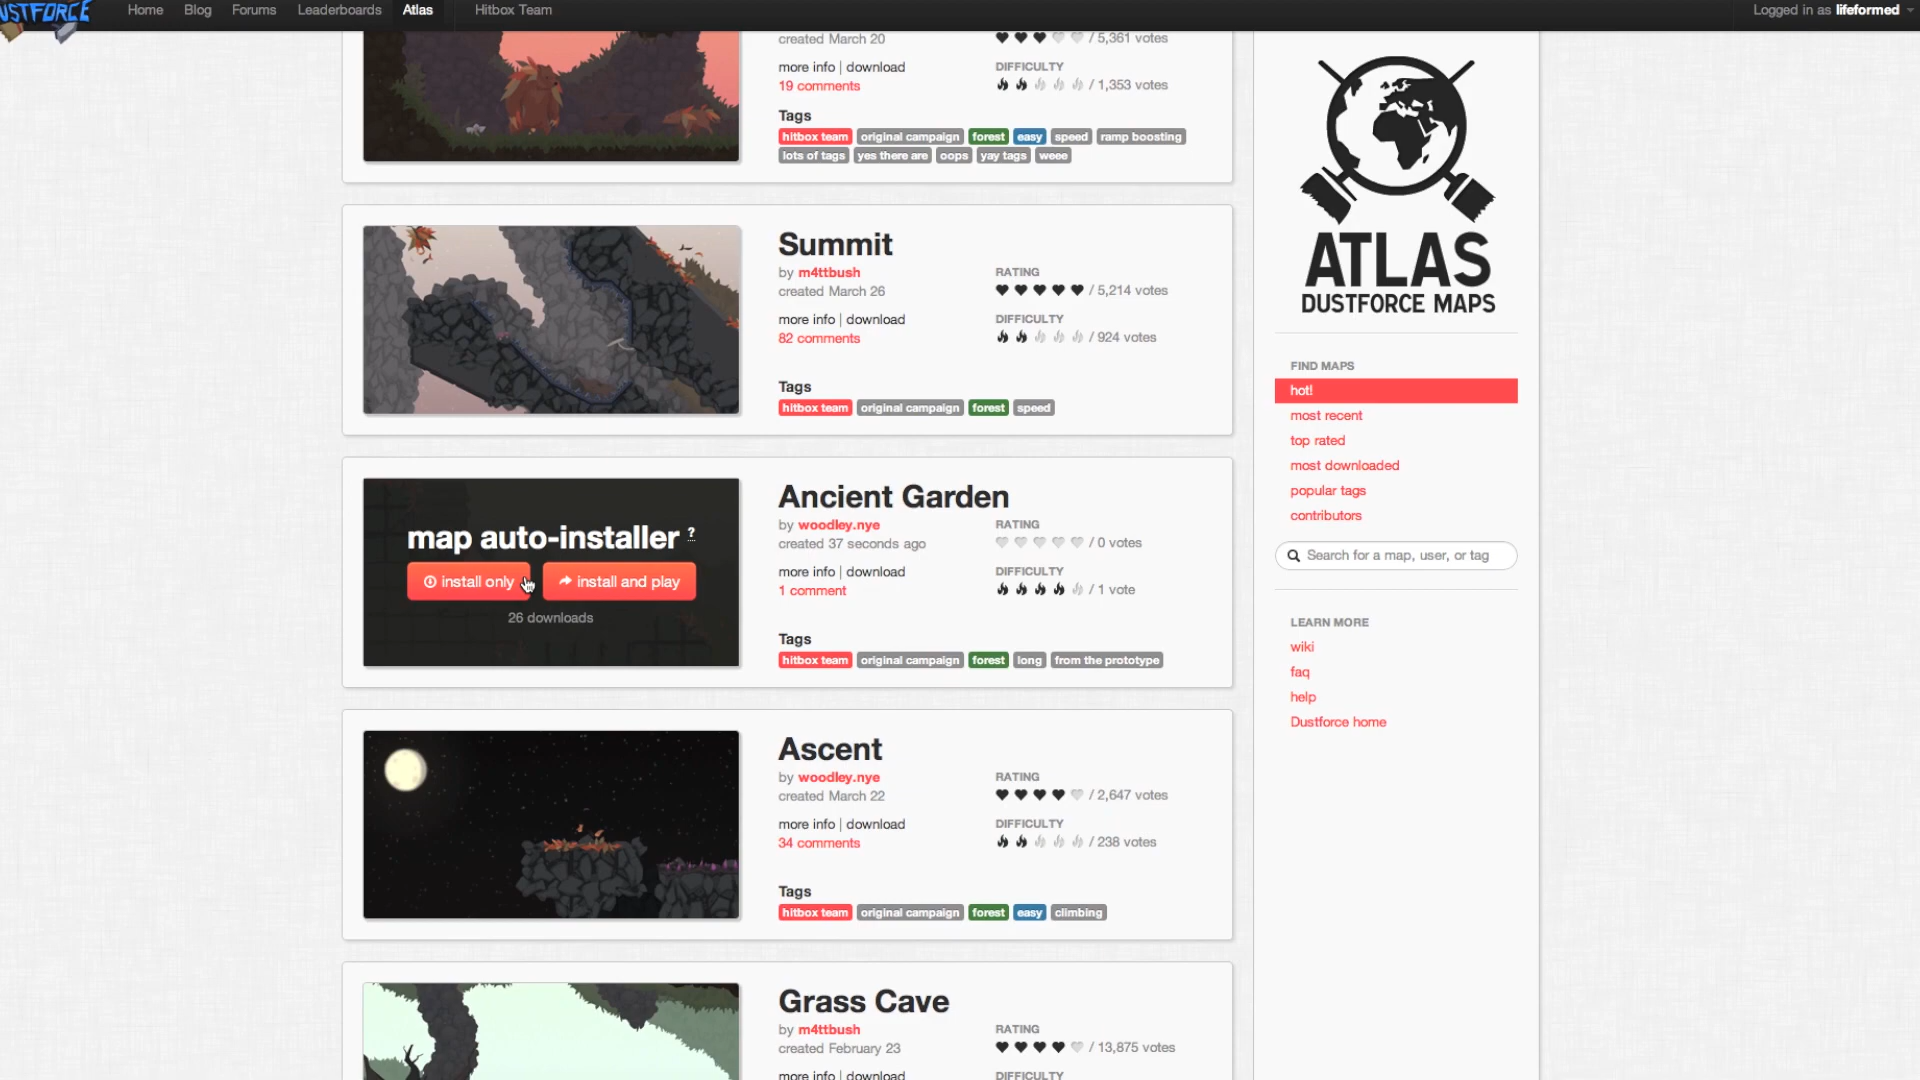 USTFORCE Home Blog Forums Leaderboards Atlas Hitbox Team Logged in as lifeformed
created March 20
/ 5,361 votes
more info | download
DIFFICULTY
19 comments
/ 1,353 votes
Tags
hitbox team original campaign forest easy speed ramp boosting
lots of tags yes there are oops yay tags weee
Summit
by m4ttbush
RATING
created March 26
/ 5,214 votes
more info | download
DIFFICULTY
82 comments
/ 924 votes
Tags
hitbox team original campaign forest speed
map auto-installer ?
install only install and play
26 downloads
Ancient Garden
by woodley.nye
RATING
created 37 seconds ago
/ 0 votes
more info | download
DIFFICULTY
1 comment
/ 1 vote
Tags
hitbox team original campaign forest long from the prototype
Ascent
by woodley.nye
RATING
created March 22
/ 2,647 votes
more info | download
DIFFICULTY
34 comments
/ 238 votes
Tags
hitbox team original campaign forest easy climbing
Grass Cave
by m4ttbush
RATING
created February 23
/ 13,875 votes
more info | download
DIFFICULTY
ATLAS
DUSTFORCE MAPS
FIND MAPS
hot!
most recent
top rated
most downloaded
popular tags
contributors
Search for a map, user, or tag
LEARN MORE
wiki
faq
help
Dustforce home